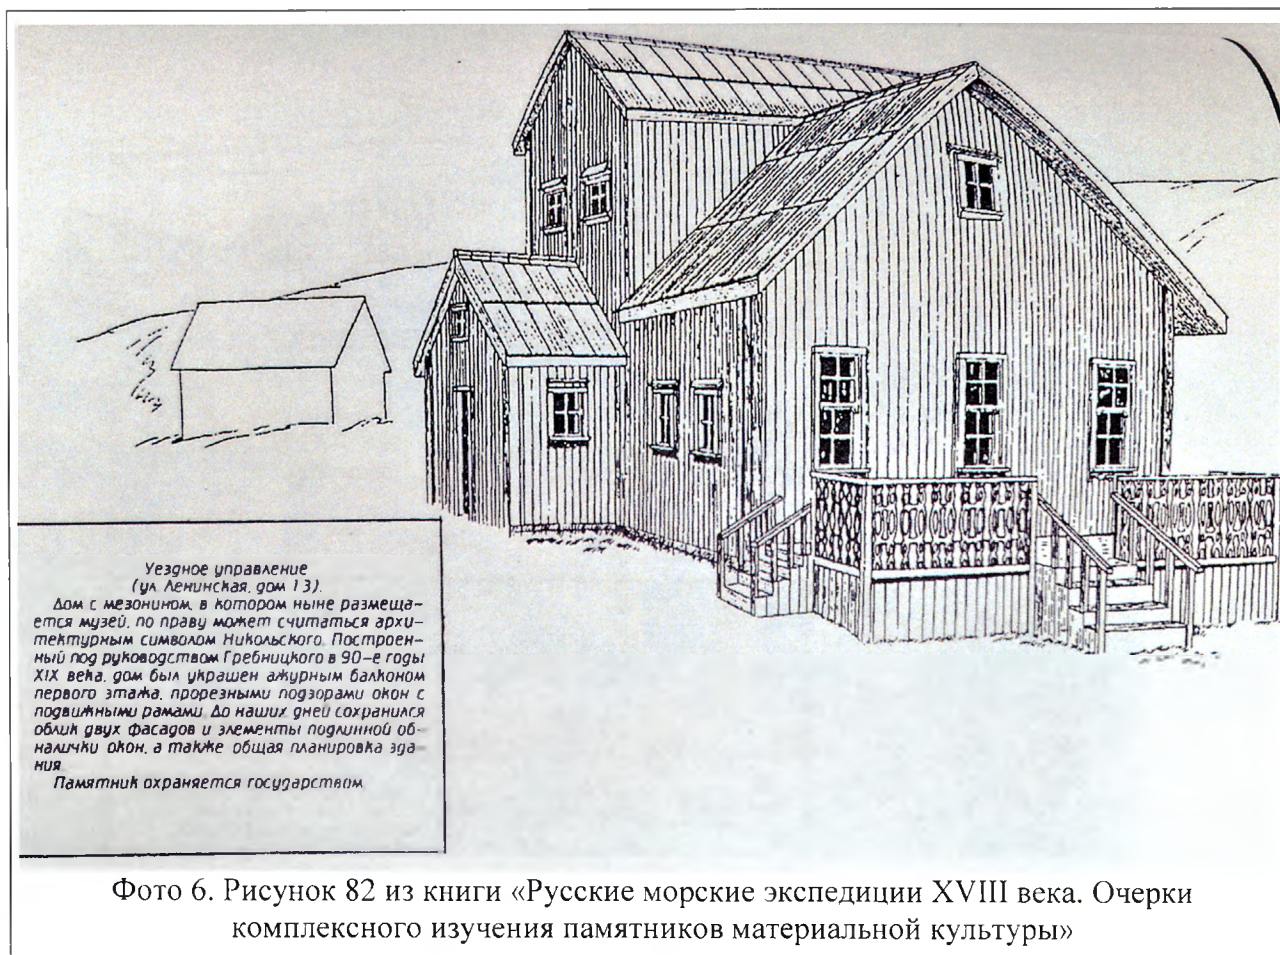 Уездное управление
(ул Ленинская, дом 13).
Дом с мезонином, в котором ныне размеща-
ется музей, по праву может считаться архи-
тектурным символом Никольского. Построен-
ный под руководством Гребницкого в 90-е годы
XIX века, дом был украшен ажурным балконом
первого этажа, прорезными подзорами окон с
подвижными рамами. До наших дней сохранился
облик двух фасадов и элементы подлинной об-
налички окон, а также общая планировка зда
ния
Памятник охраняется государством
Фото 6. Рисунок 82 из книги «Русские морские экспедиции XVIII века. Очерки
комплексного изучения памятников материальной культуры»